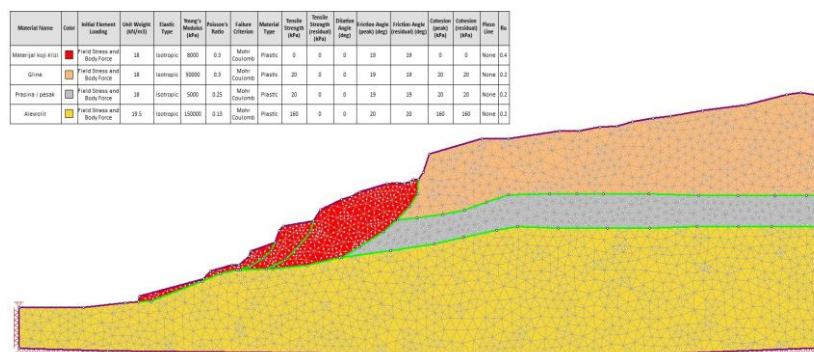 Material Name Color Initial Element Loading Unit Weight (kN/m3) Elastic Type Young's Modulus (kPa) Poisson's Ratio Failure Criterion Material Type Tensile Strength (kPa) Tensile Strength (residual) (kPa) Dilation Angle (deg) Friction Angle (peak) (deg) Friction Angle (residual) (deg) Cohesion (peak) (kPa) Cohesion (residual) (kPa) Piezo Line Ru
Materijal koji klizi Field Stress and Body Force 18 Isotropic 8000 0.3 Mohr Coulomb Plastic 0 0 0 19 19 0 0 None 0.4
Glina Field Stress and Body Force 18 Isotropic 50000 0.3 Mohr Coulomb Plastic 20 0 0 19 19 20 20 None 0.2
Prasina i pesak Field Stress and Body Force 18 Isotropic 5000 0.25 Mohr Coulomb Plastic 20 0 0 19 19 20 20 None 0.2
Alevrolit Field Stress and Body Force 19.5 Isotropic 150000 0.15 Mohr Coulomb Plastic 160 0 0 20 20 160 160 None 0.2